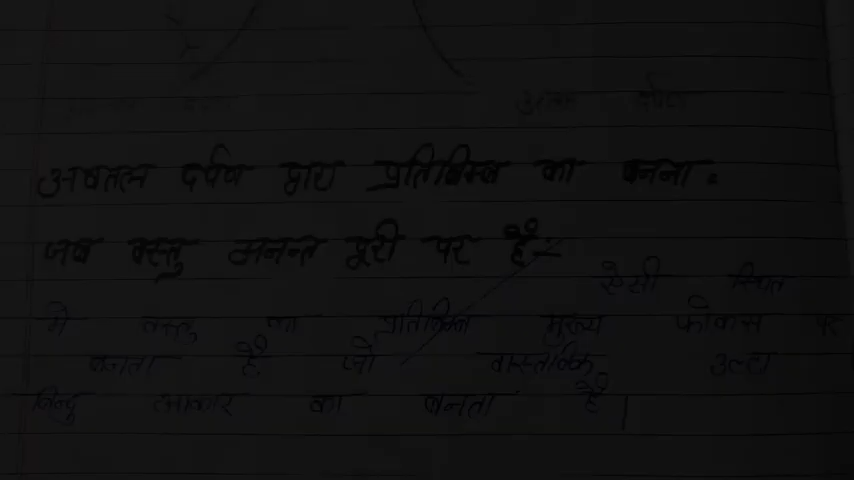 अवतल दर्पण द्वारा प्रतिबिम्ब का बनना :
जब वस्तु अनन्त दूरी पर हैं :-
ऐसी स्थित
मे वस्तु का प्रतिबिम्ब मुख्य फोकस पर
बनता है जो वास्तविक उल्टा
बिन्दु आकार का बनता है |